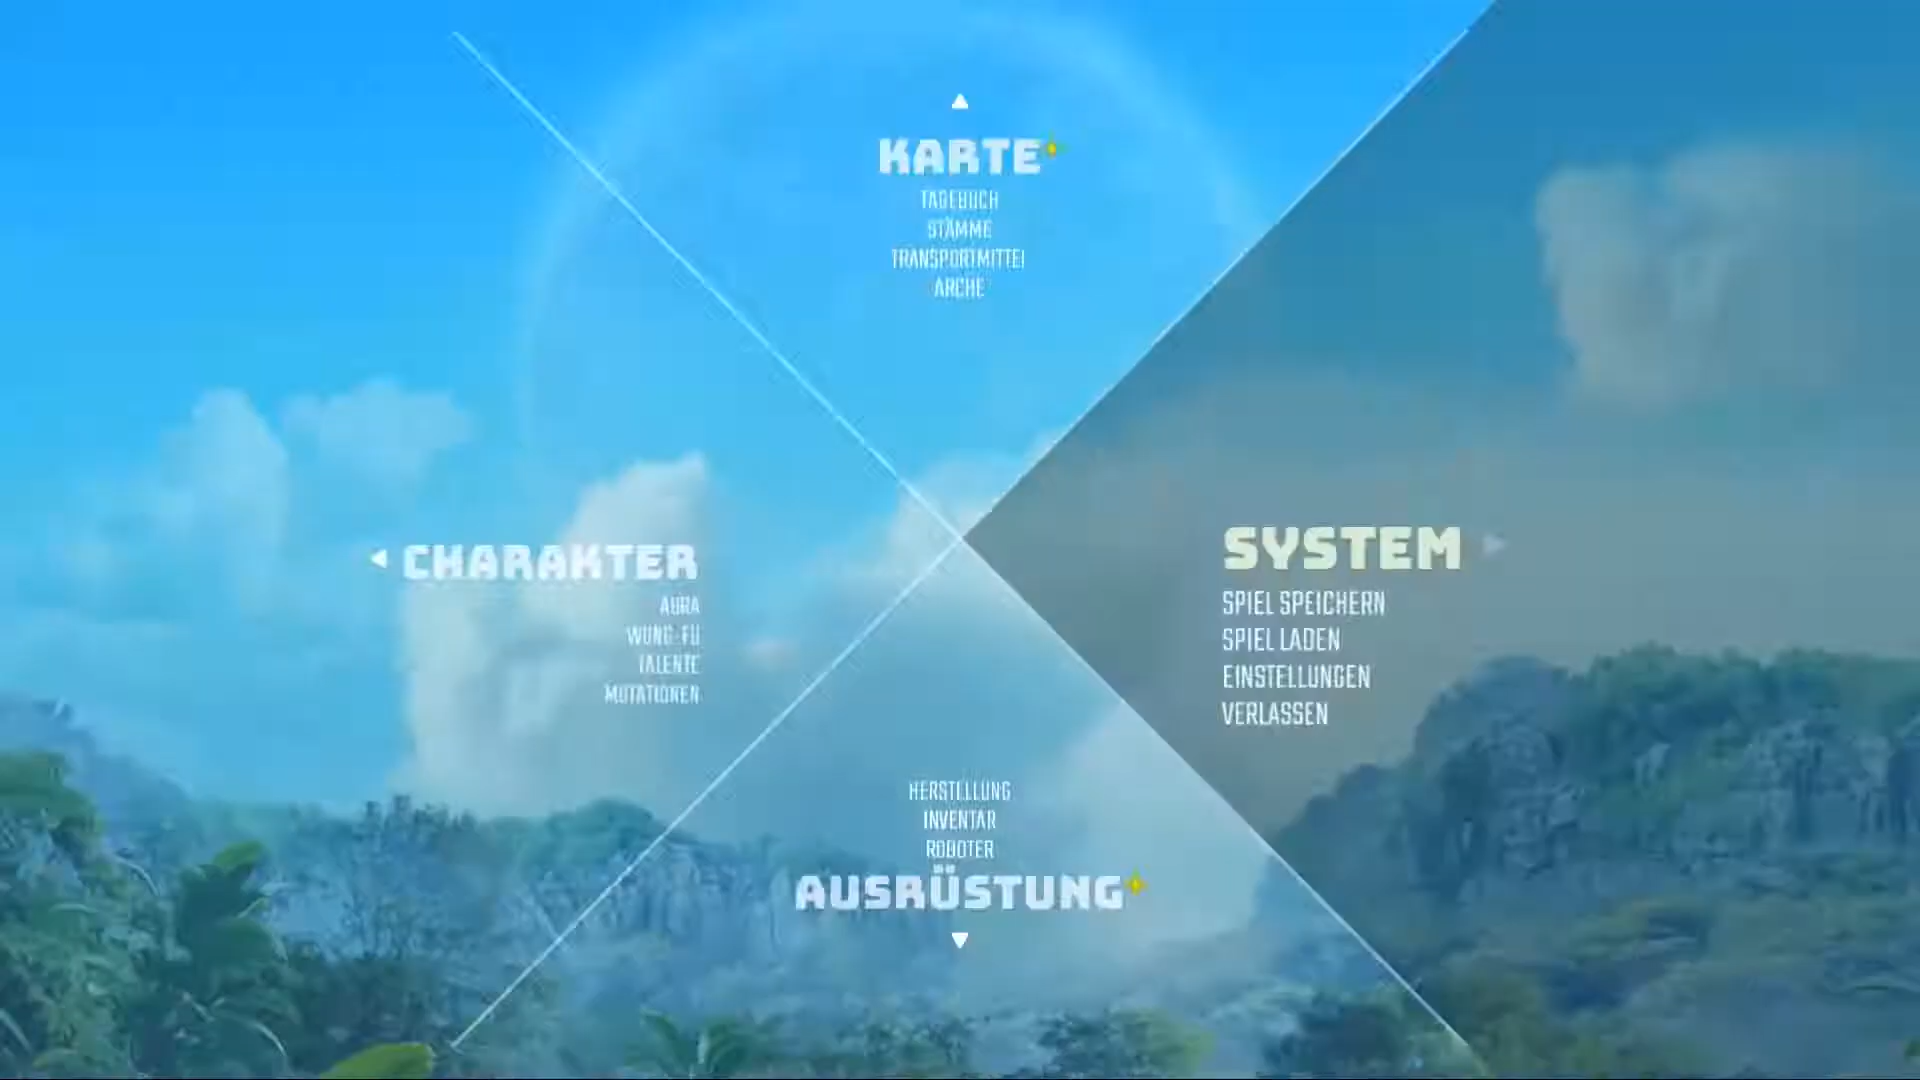 KARTE
TAGEBUCH
STÄMME
TRANSPORTMITTEL
ARCHE
CHARAKTER
AURA
WUNG-FU
TALENTE
MUTATIONEN
SYSTEM
SPIEL SPEICHERN
SPIEL LADEN
EINSTELLUNGEN
VERLASSEN
HERSTELLUNG
INVENTAR
ROBOTER
AUSRÜSTUNG